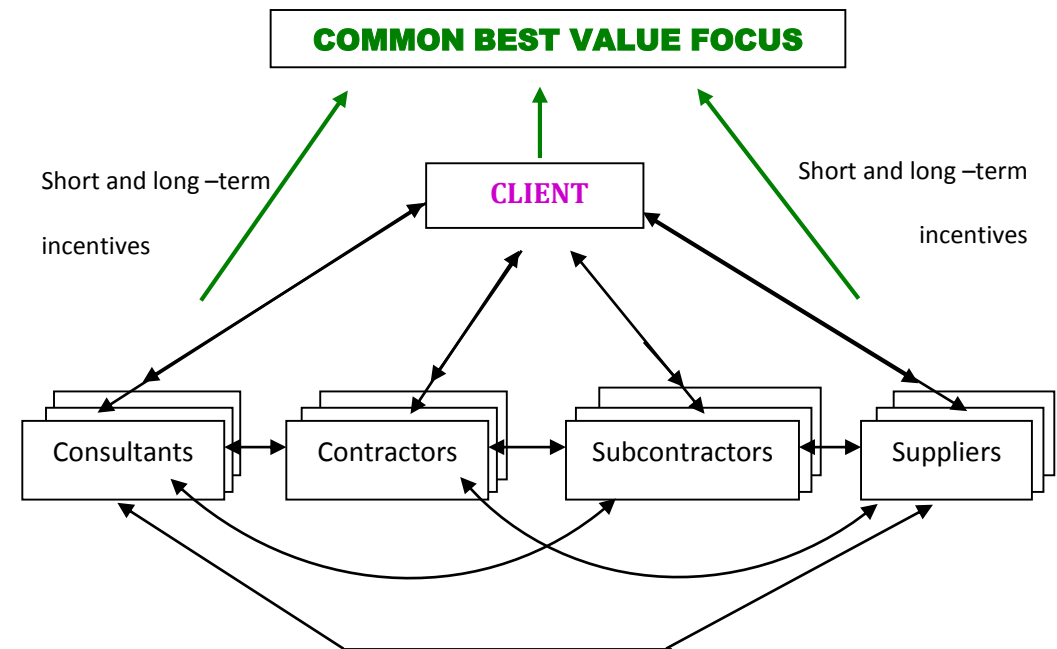 COMMON BEST VALUE FOCUS
Short and long –term
incentives
Short and long –term
incentives
CLIENT
Consultants
Contractors
Subcontractors
Suppliers